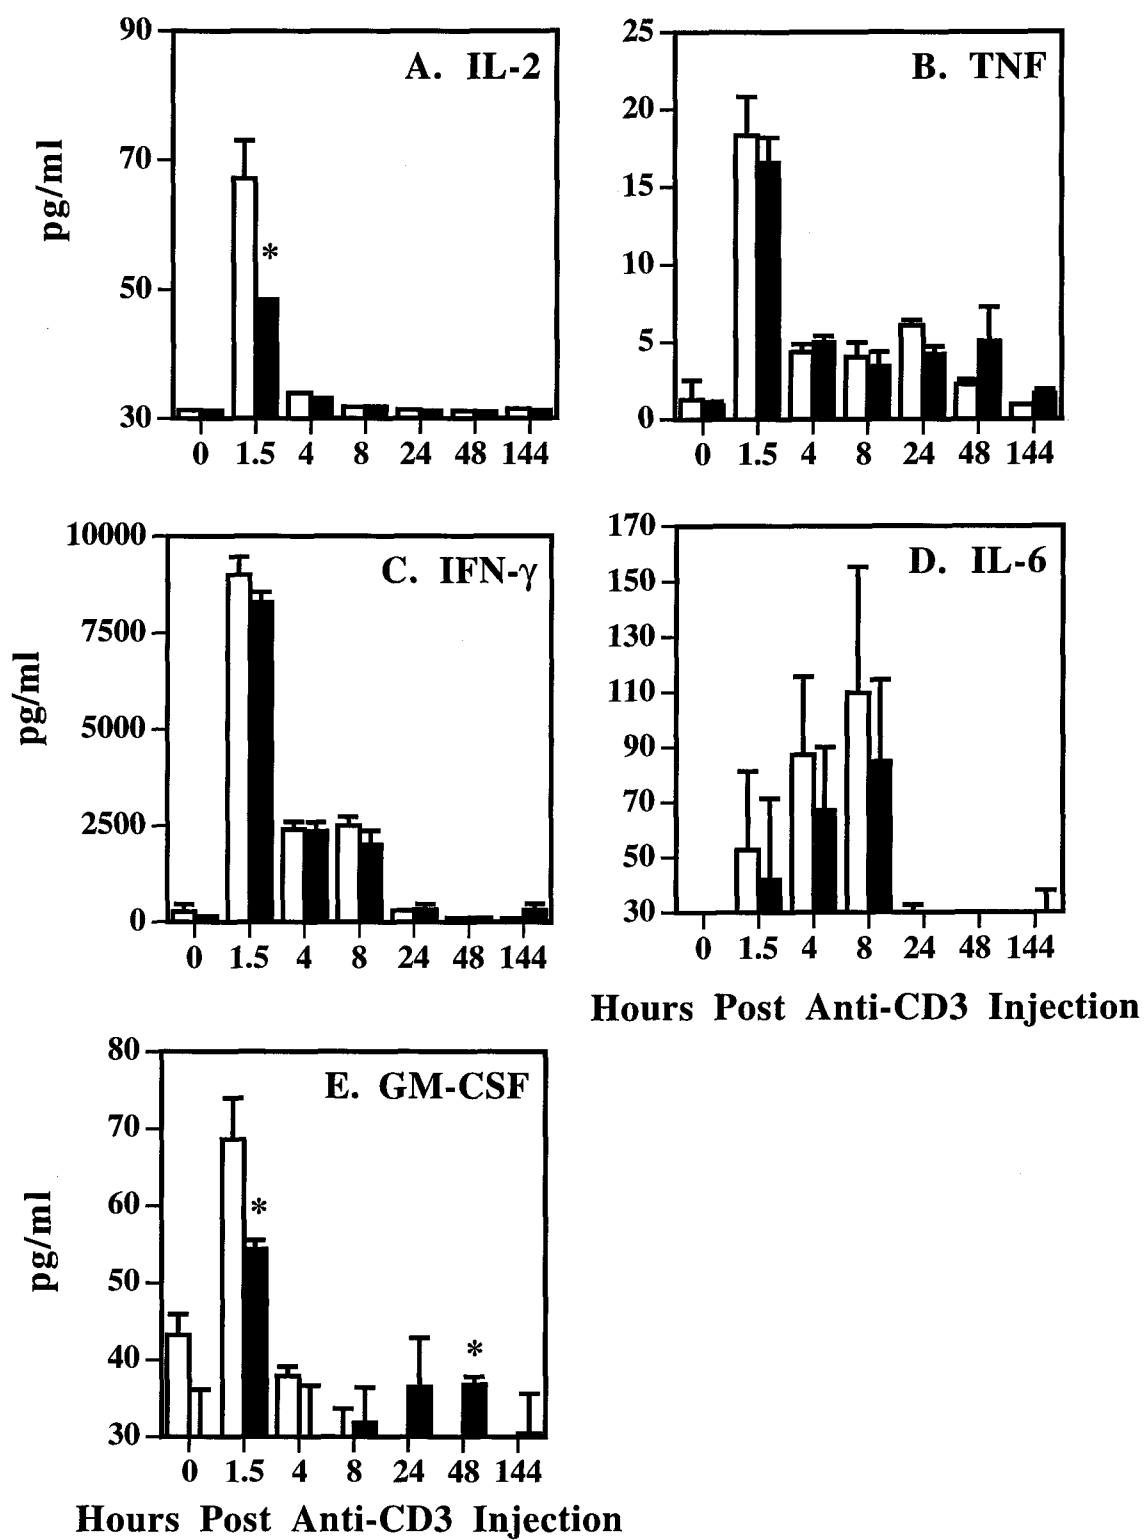 A. IL-2
pg/ml
90
70
50
30
*
0 1.5 4 8 24 48 144
B. TNF
25
20
15
10
5
0
0 1.5 4 8 24 48 144
C. IFN-γ
pg/ml
10000
7500
5000
2500
0
0 1.5 4 8 24 48 144
D. IL-6
170
150
130
110
90
70
50
30
0 1.5 4 8 24 48 144
Hours Post Anti-CD3 Injection
E. GM-CSF
pg/ml
80
70
60
50
40
30
*
*
0 1.5 4 8 24 48 144
Hours Post Anti-CD3 Injection